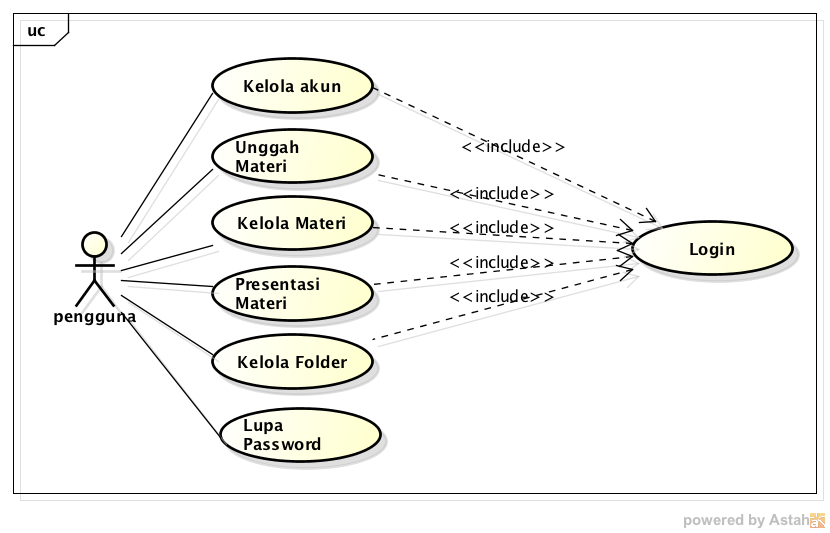 uc
Kelola akun
<<include>>
Unggah
Materi
<<include>>
Kelola Materi
<<include>>
Login
Presentasi
Materi
<<include>>
pengguna
Kelola Folder
<<include>>
Lupa
Password
powered by Astah